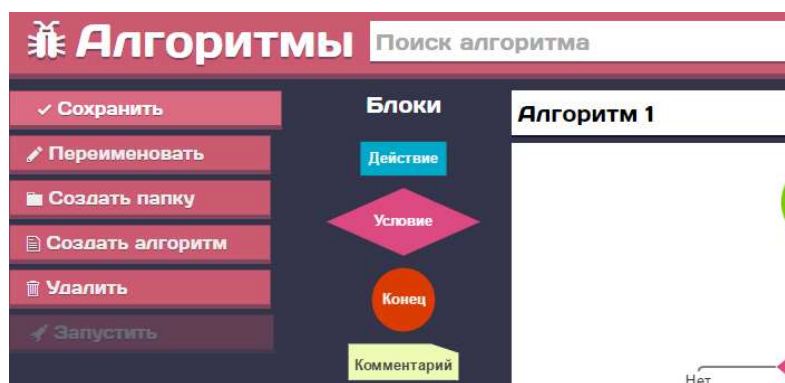 Алгоритмы
Поиск алгоритма
Сохранить
Переименовать
Создать папку
Создать алгоритм
Удалить
Запустить
Блоки
Действие
Условие
Конец
Комментарий
Алгоритм 1
Нет